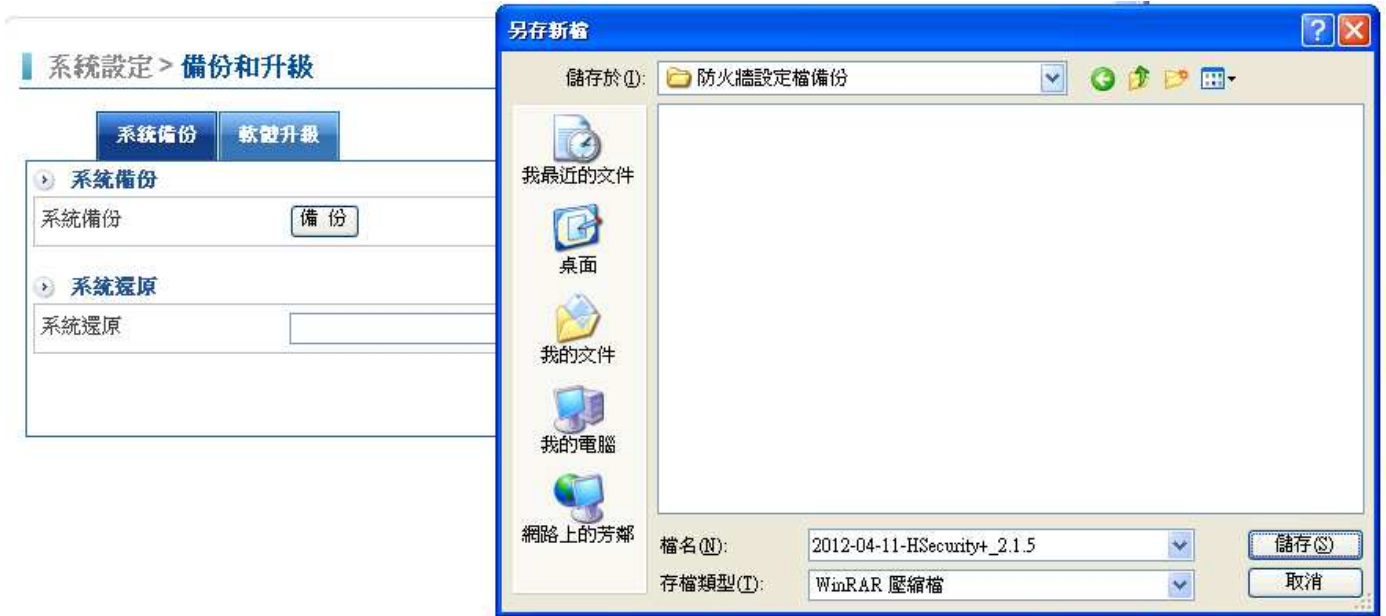 系統設定 > 備份和升級
系統備份 軟體升級
系統備份
系統備份 備 份
系統還原
系統還原
另存新檔
儲存於(I): 防火牆設定檔備份
我最近的文件
桌面
我的文件
我的電腦
網路上的芳鄰
檔名(N): 2012-04-11-HSecurity+_2.1.5 儲存(S)
存檔類型(T): WinRAR 壓縮檔 取消